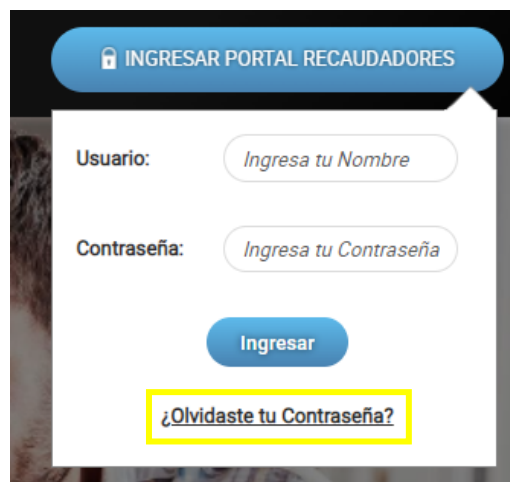 INGRESAR PORTAL RECAUDADORES
Usuario: Ingresa tu Nombre
Contraseña: Ingresa tu Contraseña
Ingresar
¿Olvidaste tu Contraseña?